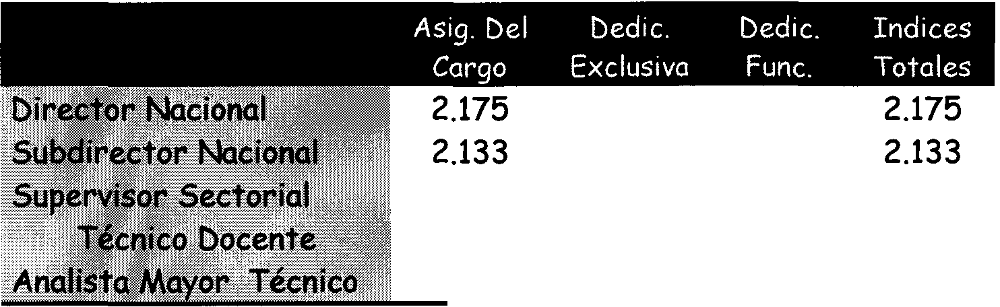 Asig. Del Dedic. Dedic. Indices
Cargo Exclusiva Func. Totales
Director Nacional 2.175 2.175
Subdirector Nacional 2.133 2.133
Supervisor Sectorial
Técnico Docente
Analista Mayor Técnico